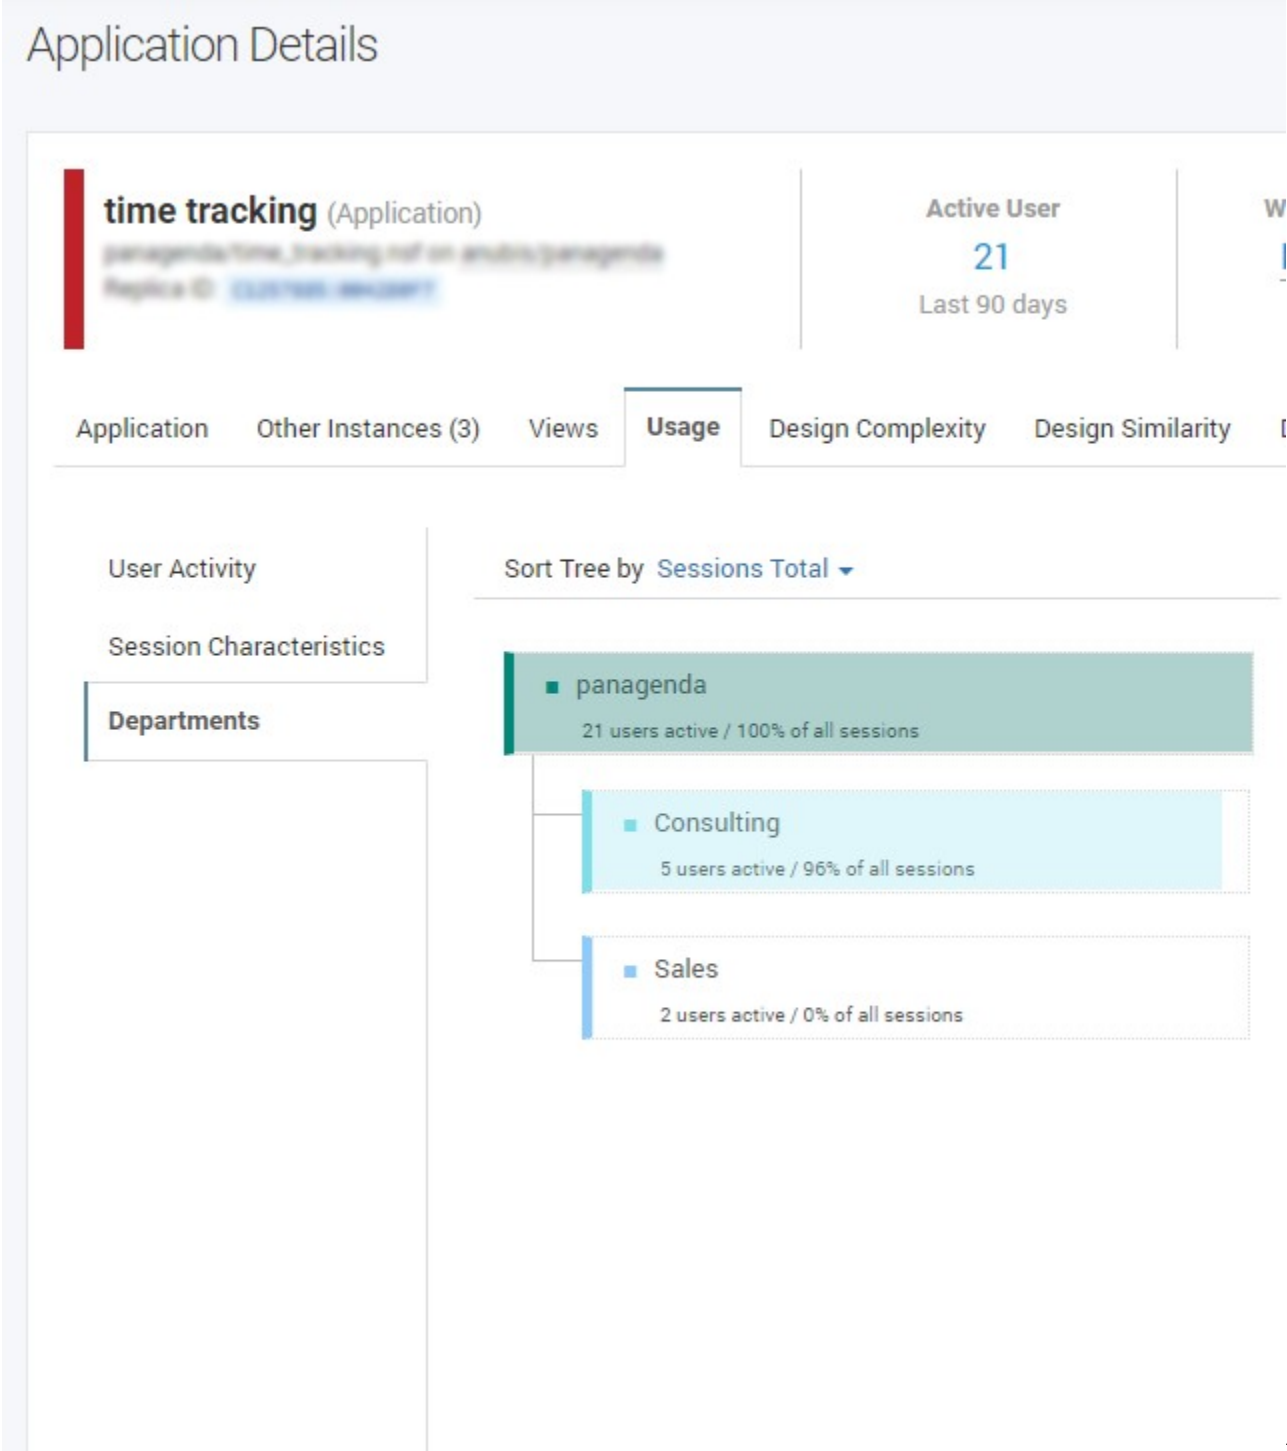 Application Details
time tracking (Application)
Active User
21
Last 90 days
Application
Other Instances (3)
Views
Usage
Design Complexity
Design Similarity
User Activity
Session Characteristics
Departments
Sort Tree by Sessions Total
panagenda
21 users active / 100% of all sessions
Consulting
5 users active / 96% of all sessions
Sales
2 users active / 0% of all sessions